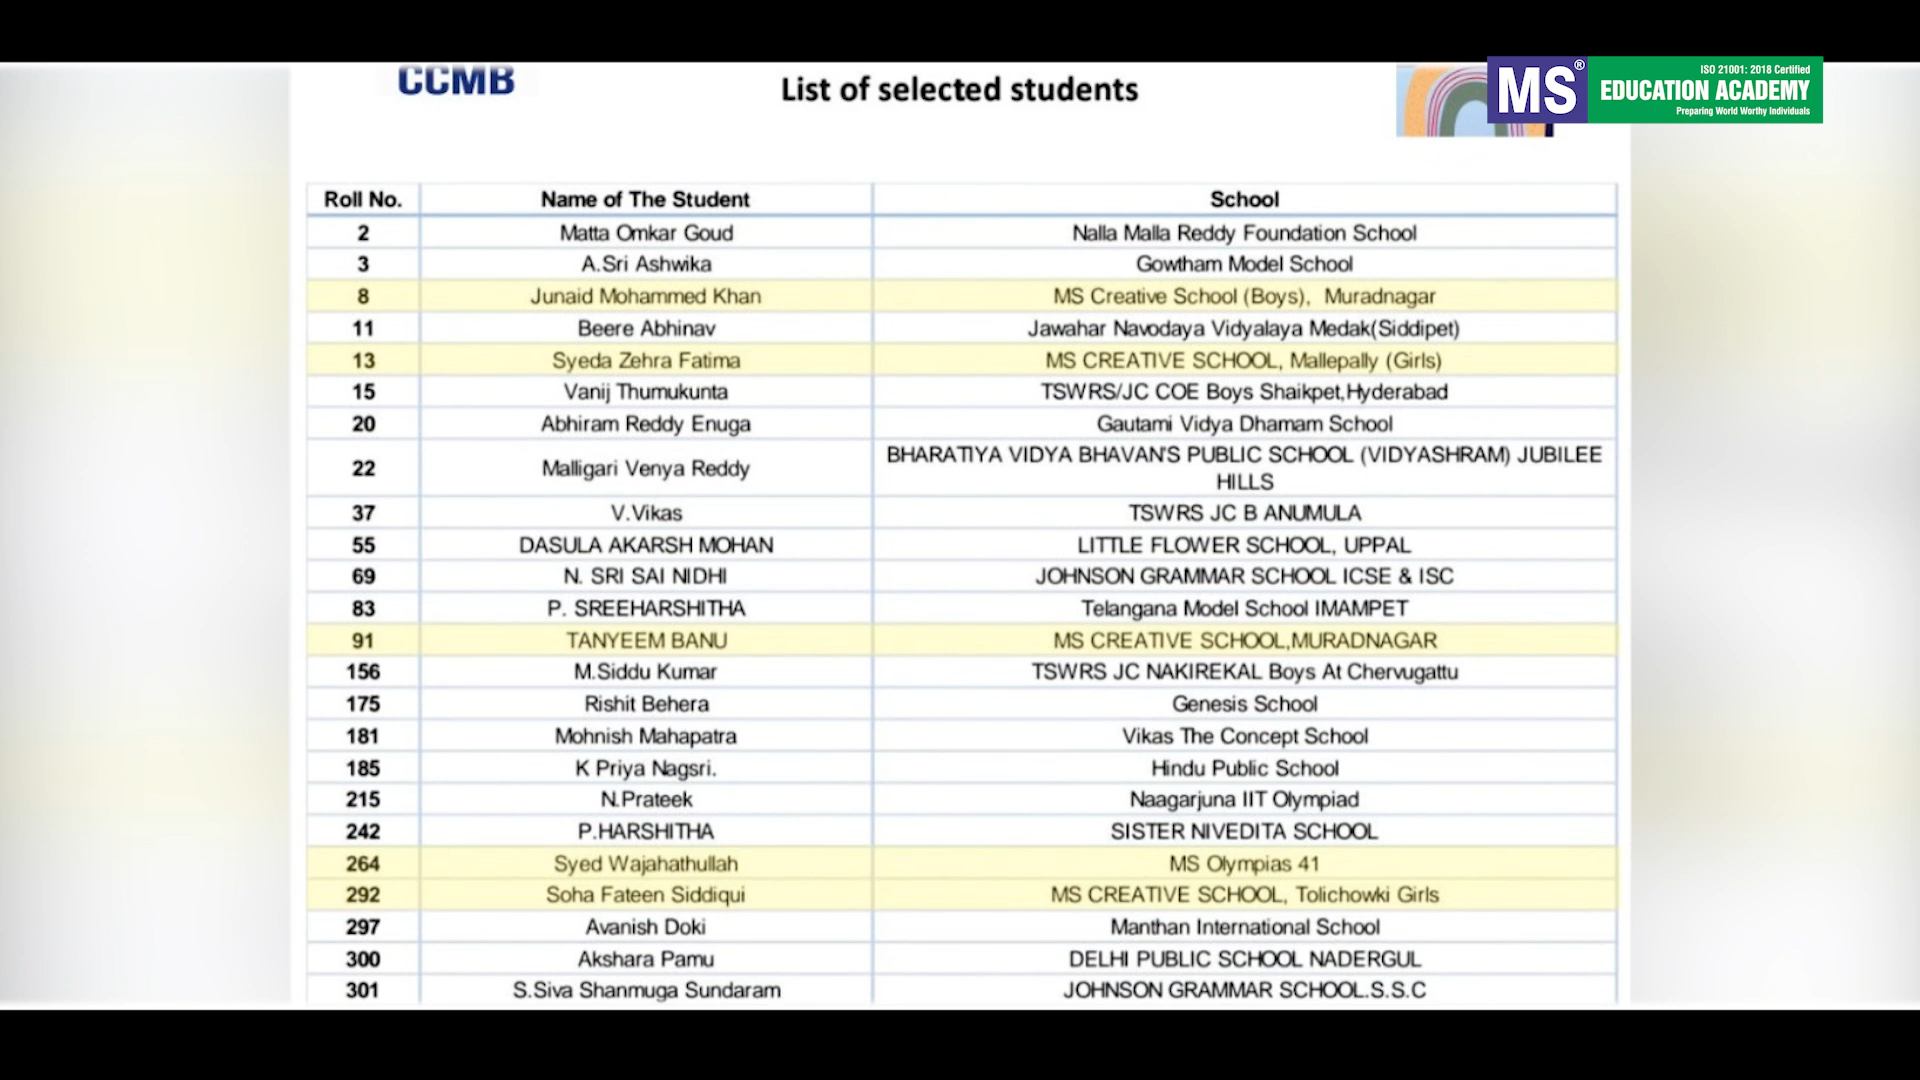 CCMB
List of selected students
MS®
ISO 21001: 2018 Certified
EDUCATION ACADEMY
Preparing World Worthy Individuals
Roll No. Name of The Student School
2 Matta Omkar Goud Nalla Malla Reddy Foundation School
3 A.Sri Ashwika Gowtham Model School
8 Junaid Mohammed Khan MS Creative School (Boys), Muradnagar
11 Beere Abhinav Jawahar Navodaya Vidyalaya Medak(Siddipet)
13 Syeda Zehra Fatima MS CREATIVE SCHOOL, Mallepally (Girls)
15 Vanij Thumukunta TSWRS/JC COE Boys Shaikpet,Hyderabad
20 Abhiram Reddy Enuga Gautami Vidya Dhamam School
22 Malligari Venya Reddy BHARATIYA VIDYA BHAVAN'S PUBLIC SCHOOL (VIDYASHRAM) JUBILEE
HILLS
37 V.Vikas TSWRS JC B ANUMULA
55 DASULA AKARSH MOHAN LITTLE FLOWER SCHOOL, UPPAL
69 N. SRI SAI NIDHI JOHNSON GRAMMAR SCHOOL ICSE & ISC
83 P. SREEHARSHITHA Telangana Model School IMAMPET
91 TANYEEM BANU MS CREATIVE SCHOOL,MURADNAGAR
156 M.Siddu Kumar TSWRS JC NAKIREKAL Boys At Chervugattu
175 Rishit Behera Genesis School
181 Mohnish Mahapatra Vikas The Concept School
185 K Priya Nagsri. Hindu Public School
215 N.Prateek Naagarjuna IIT Olympiad
242 P.HARSHITHA SISTER NIVEDITA SCHOOL
264 Syed Wajahathullah MS Olympias 41
292 Soha Fateen Siddiqui MS CREATIVE SCHOOL, Tolichowki Girls
297 Avanish Doki Manthan International School
300 Akshara Pamu DELHI PUBLIC SCHOOL NADERGUL
301 S.Siva Shanmuga Sundaram JOHNSON GRAMMAR SCHOOL.S.S.C